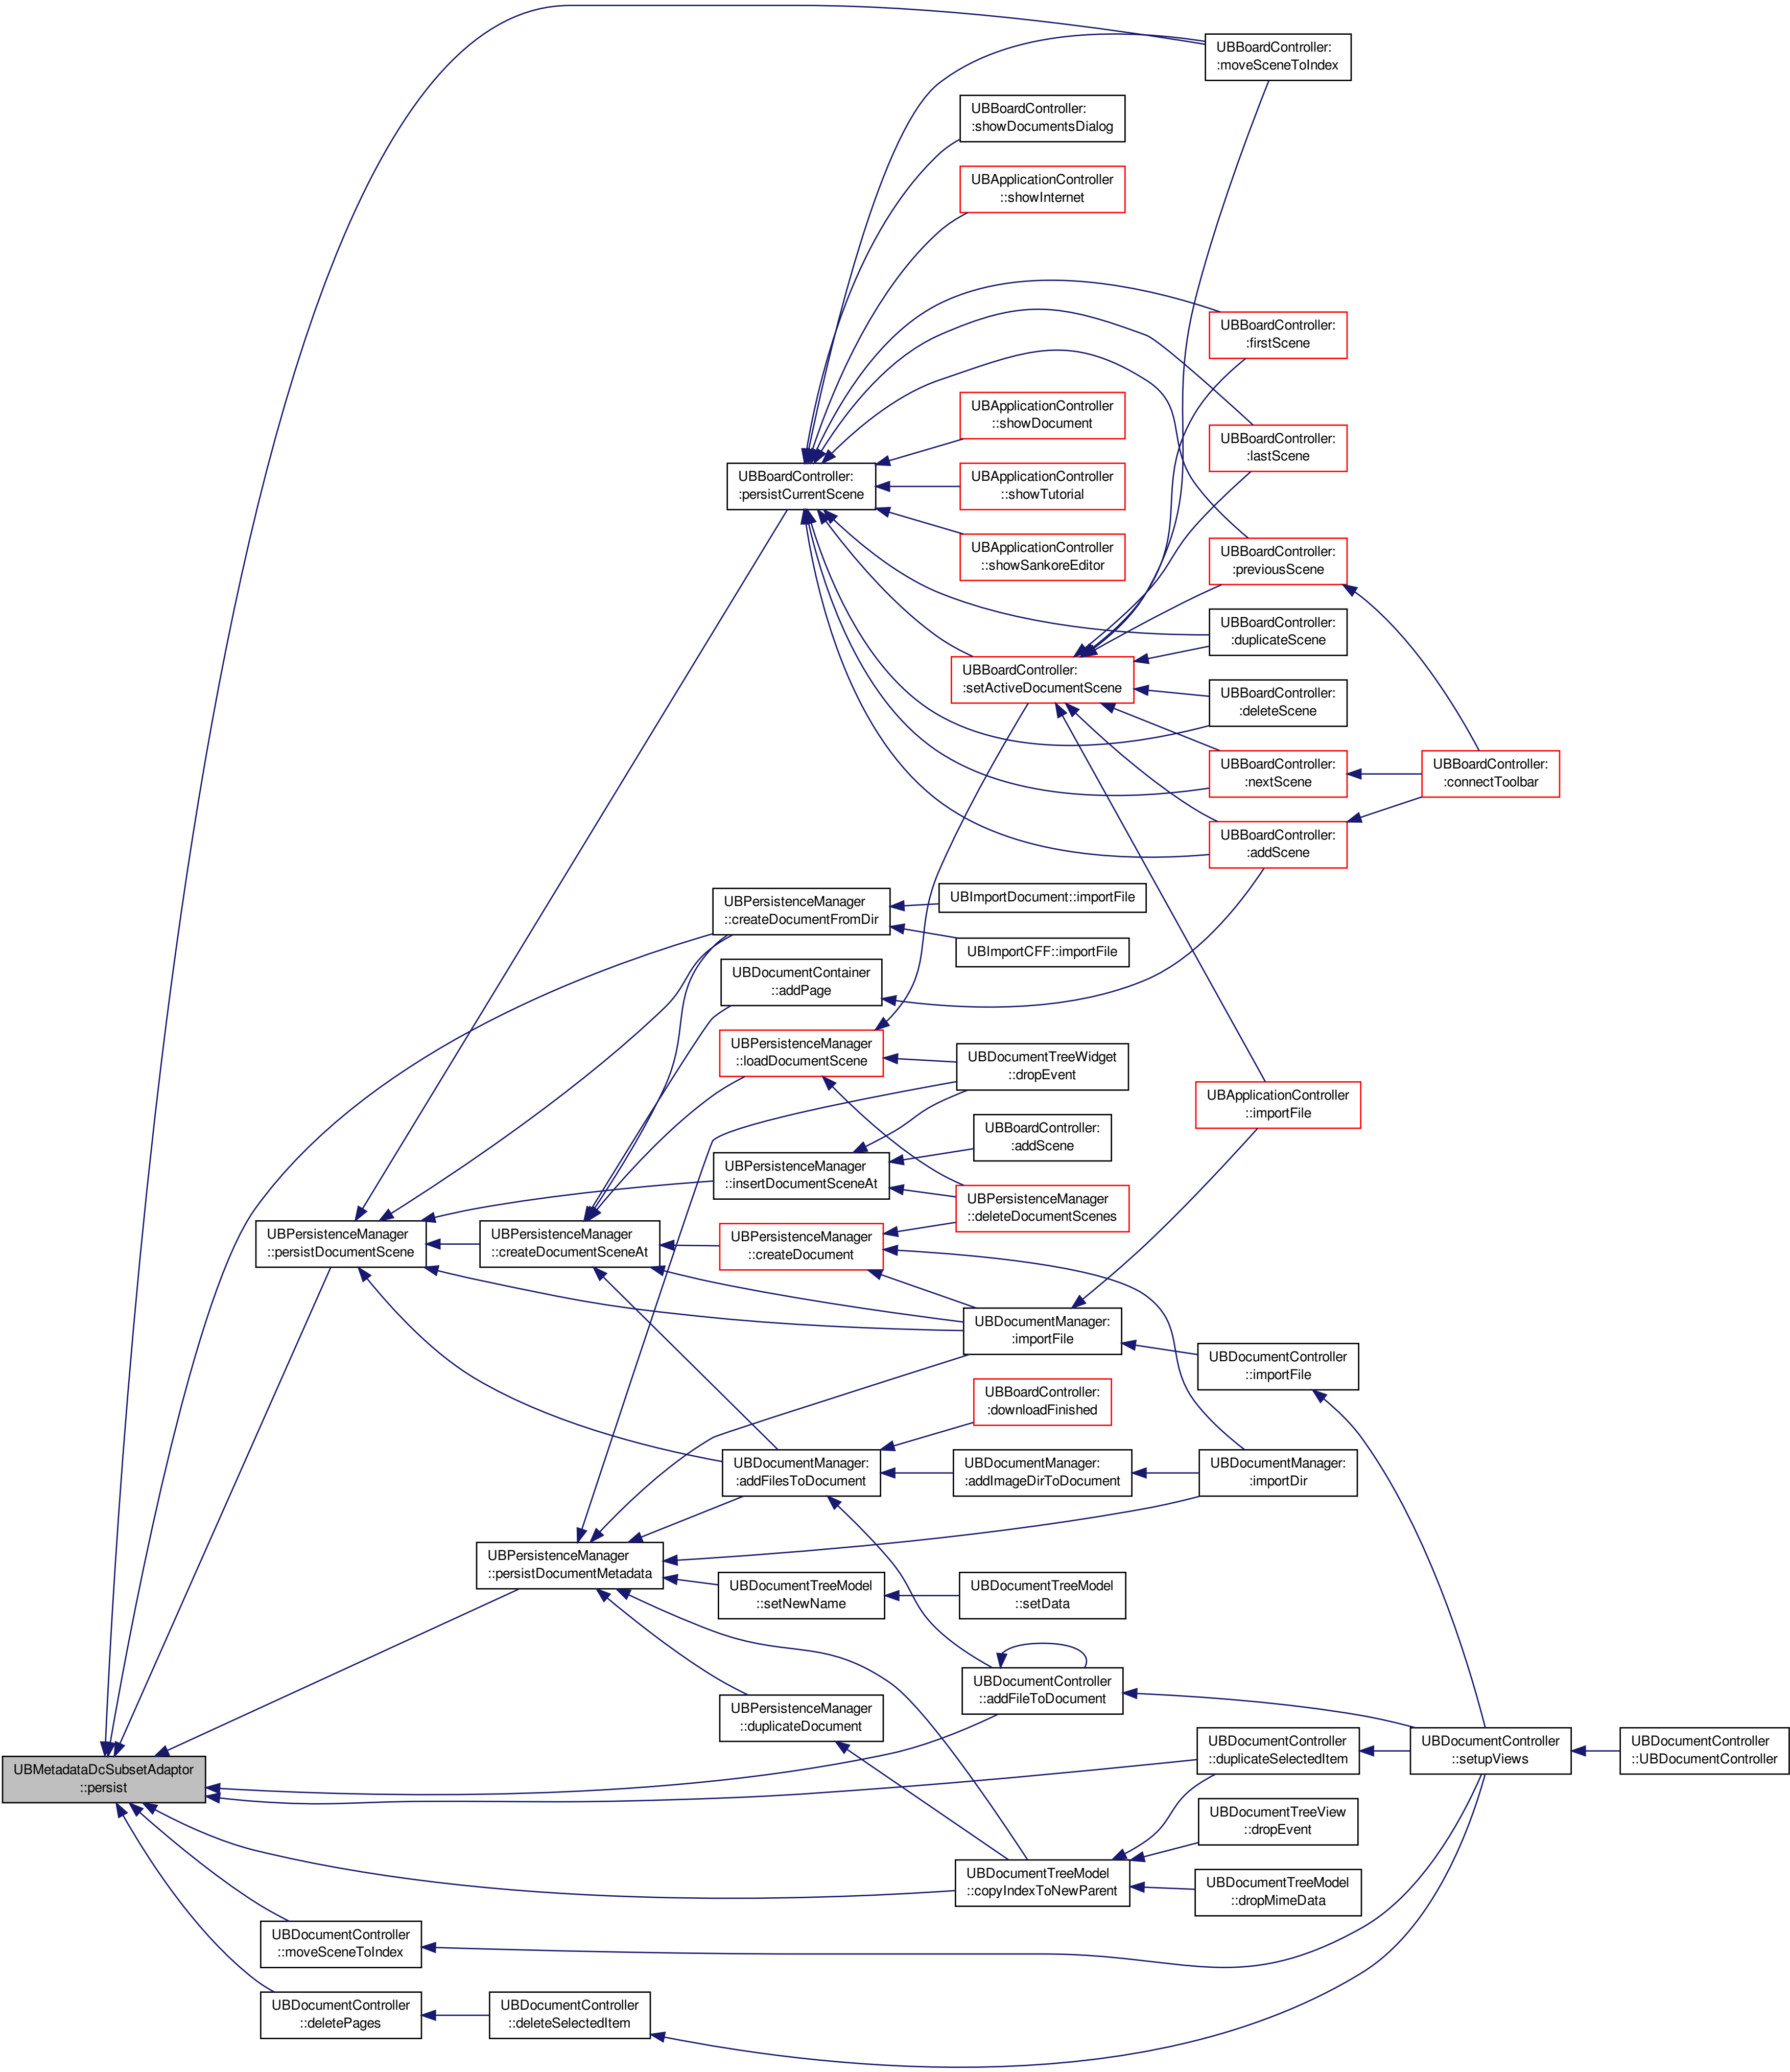 UBBoardController:
:moveSceneToIndex
UBBoardController:
:showDocumentsDialog
UBApplicationController
::showInternet
UBBoardController:
:firstScene
UBApplicationController
::showDocument
UBBoardController:
:lastScene
UBBoardController:
:persistCurrentScene
UBApplicationController
::showTutorial
UBApplicationController
::showSankoreEditor
UBBoardController:
:previousScene
UBBoardController:
:duplicateScene
UBBoardController:
:setActiveDocumentScene
UBBoardController:
:deleteScene
UBBoardController:
:nextScene
UBBoardController:
:connectToolbar
UBBoardController:
:addScene
UBPersistenceManager
::createDocumentFromDir
UBImportDocument::importFile
UBImportCFF::importFile
UBDocumentContainer
::addPage
UBPersistenceManager
::loadDocumentScene
UBDocumentTreeWidget
::dropEvent
UBApplicationController
::importFile
UBBoardController:
:addScene
UBPersistenceManager
::insertDocumentSceneAt
UBPersistenceManager
::deleteDocumentScenes
UBPersistenceManager
::persistDocumentScene
UBPersistenceManager
::createDocumentSceneAt
UBPersistenceManager
::createDocument
UBDocumentManager:
:importFile
UBDocumentController
::importFile
UBBoardController:
:downloadFinished
UBDocumentManager:
:addFilesToDocument
UBDocumentManager:
:addImageDirToDocument
UBDocumentManager:
:importDir
UBPersistenceManager
::persistDocumentMetadata
UBDocumentTreeModel
::setNewName
UBDocumentTreeModel
::setData
UBDocumentController
::addFileToDocument
UBPersistenceManager
::duplicateDocument
UBMetadataDcSubsetAdaptor
::persist
UBDocumentController
::duplicateSelectedItem
UBDocumentController
::setupViews
UBDocumentController
::UBDocumentController
UBDocumentTreeView
::dropEvent
UBDocumentTreeModel
::copyIndexToNewParent
UBDocumentTreeModel
::dropMimeData
UBDocumentController
::moveSceneToIndex
UBDocumentController
::deletePages
UBDocumentController
::deleteSelectedItem